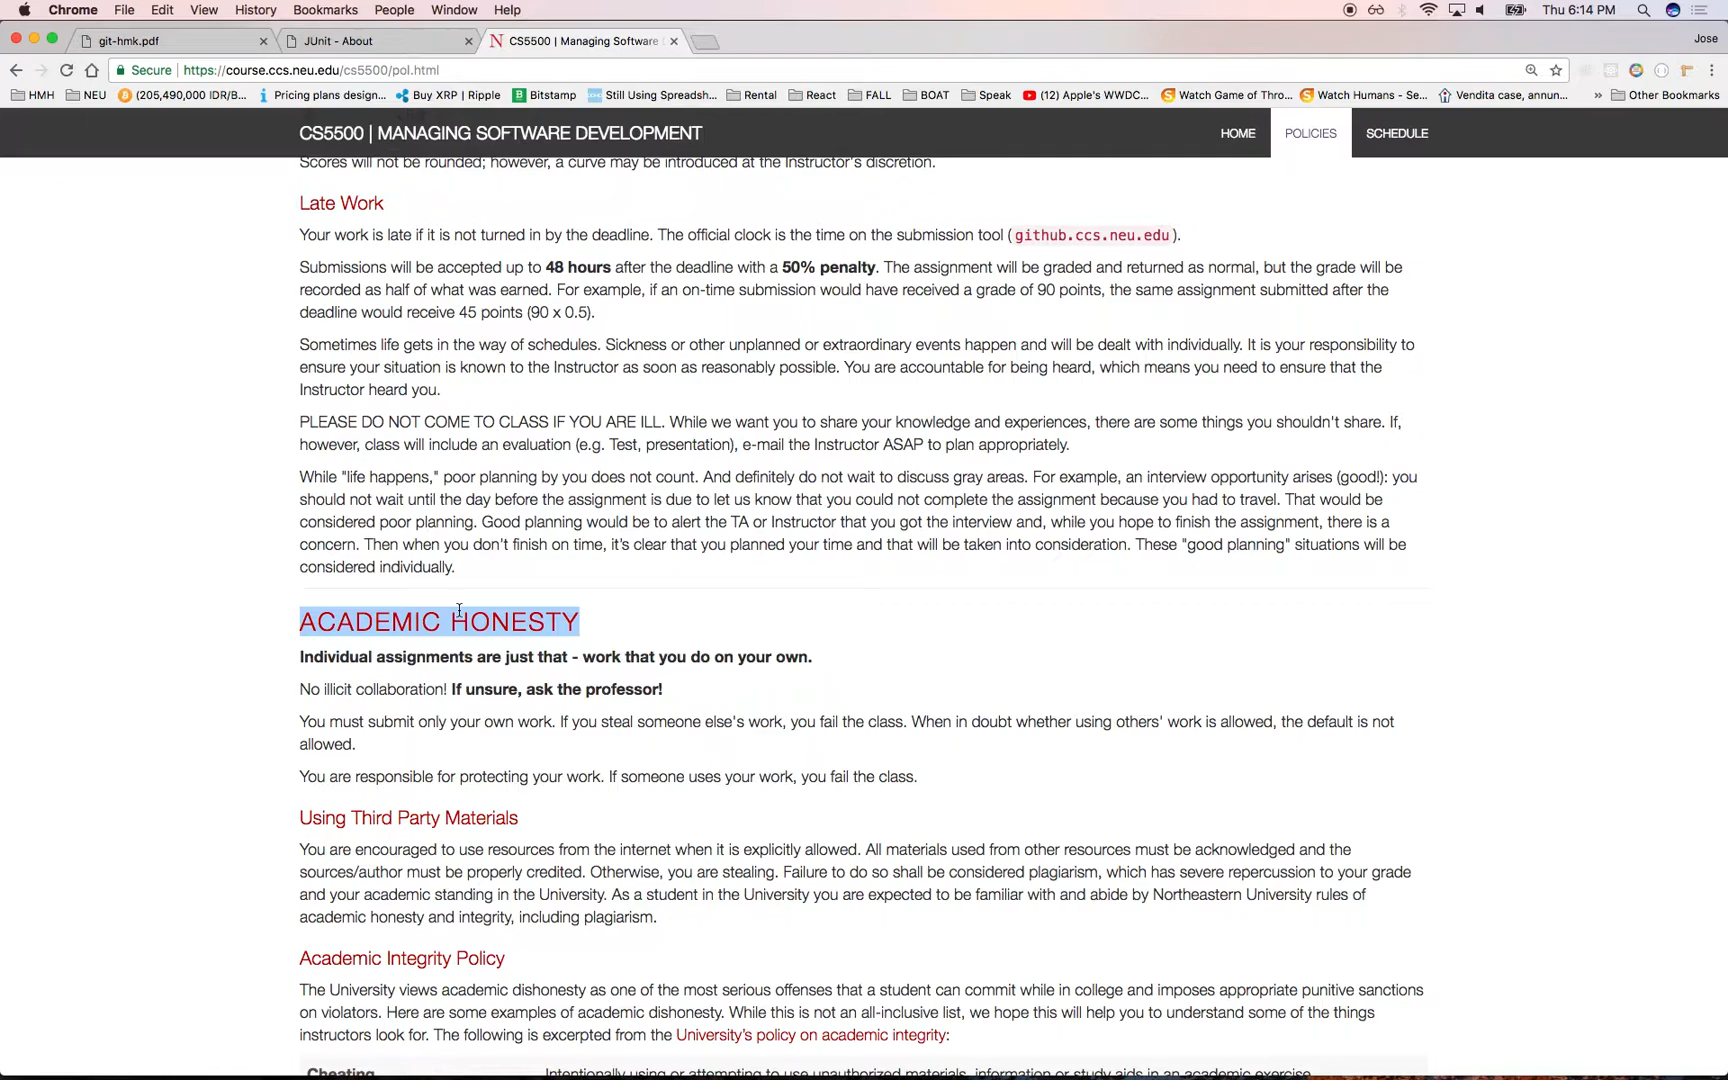 Chrome File Edit View History Bookmarks People Window Help Thu 6:14 PM
git-hmk.pdf JUnit - About CS5500 | Managing Software Jose
Secure https://course.ccs.neu.edu/cs5500/pol.html
HMH NEU (205,490,000 IDR/B... Pricing plans design... Buy XRP | Ripple Bitstamp Still Using Spreadsh... Rental React FALL BOAT Speak (12) Apple's WWDC... Watch Game of Thro... Watch Humans - Se... Vendita case, annun... » Other Bookmarks
CS5500 | MANAGING SOFTWARE DEVELOPMENT HOME POLICIES SCHEDULE
Scores will not be rounded; however, a curve may be introduced at the Instructor's discretion.
Late Work
Your work is late if it is not turned in by the deadline. The official clock is the time on the submission tool ( github.ccs.neu.edu ).
Submissions will be accepted up to 48 hours after the deadline with a 50% penalty. The assignment will be graded and returned as normal, but the grade will be
recorded as half of what was earned. For example, if an on-time submission would have received a grade of 90 points, the same assignment submitted after the
deadline would receive 45 points (90 x 0.5).
Sometimes life gets in the way of schedules. Sickness or other unplanned or extraordinary events happen and will be dealt with individually. It is your responsibility to
ensure your situation is known to the Instructor as soon as reasonably possible. You are accountable for being heard, which means you need to ensure that the
Instructor heard you.
PLEASE DO NOT COME TO CLASS IF YOU ARE ILL. While we want you to share your knowledge and experiences, there are some things you shouldn't share. If,
however, class will include an evaluation (e.g. Test, presentation), e-mail the Instructor ASAP to plan appropriately.
While "life happens," poor planning by you does not count. And definitely do not wait to discuss gray areas. For example, an interview opportunity arises (good!): you
should not wait until the day before the assignment is due to let us know that you could not complete the assignment because you had to travel. That would be
considered poor planning. Good planning would be to alert the TA or Instructor that you got the interview and, while you hope to finish the assignment, there is a
concern. Then when you don't finish on time, it's clear that you planned your time and that will be taken into consideration. These "good planning" situations will be
considered individually.
ACADEMIC HONESTY
Individual assignments are just that - work that you do on your own.
No illicit collaboration! If unsure, ask the professor!
You must submit only your own work. If you steal someone else's work, you fail the class. When in doubt whether using others' work is allowed, the default is not
allowed.
You are responsible for protecting your work. If someone uses your work, you fail the class.
Using Third Party Materials
You are encouraged to use resources from the internet when it is explicitly allowed. All materials used from other resources must be acknowledged and the
sources/author must be properly credited. Otherwise, you are stealing. Failure to do so shall be considered plagiarism, which has severe repercussion to your grade
and your academic standing in the University. As a student in the University you are expected to be familiar with and abide by Northeastern University rules of
academic honesty and integrity, including plagiarism.
Academic Integrity Policy
The University views academic dishonesty as one of the most serious offenses that a student can commit while in college and imposes appropriate punitive sanctions
on violators. Here are some examples of academic dishonesty. While this is not an all-inclusive list, we hope this will help you to understand some of the things
instructors look for. The following is excerpted from the University's policy on academic integrity:
Cheating Intentionally using or attempting to use unauthorized materials, information or study aids in an academic exercise